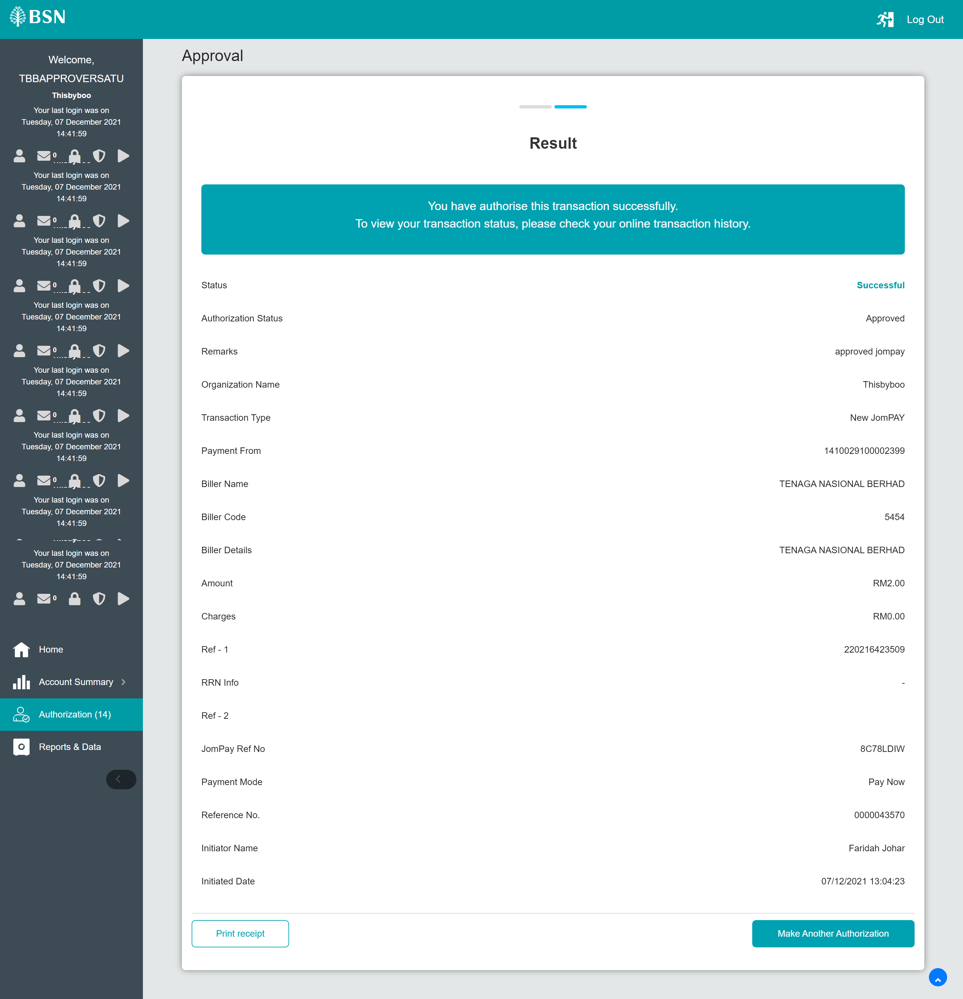 BSN
Log Out
Welcome,
TBBAPPROVERSATU
Thisbyboo
Your last login was on
Tuesday, 07 December 2021
14:41:59
0
Your last login was on
Tuesday, 07 December 2021
14:41:59
0
Your last login was on
Tuesday, 07 December 2021
14:41:59
0
Your last login was on
Tuesday, 07 December 2021
14:41:59
0
Your last login was on
Tuesday, 07 December 2021
14:41:59
0
Your last login was on
Tuesday, 07 December 2021
14:41:59
0
Your last login was on
Tuesday, 07 December 2021
14:41:59
Your last login was on
Tuesday, 07 December 2021
14:41:59
0
Home
Account Summary
Authorization (14)
Reports & Data
Approval
Result
You have authorise this transaction successfully.
To view your transaction status, please check your online transaction history.
Status Successful
Authorization Status Approved
Remarks approved jompay
Organization Name Thisbyboo
Transaction Type New JomPAY
Payment From 1410029100002399
Biller Name TENAGA NASIONAL BERHAD
Biller Code 5454
Biller Details TENAGA NASIONAL BERHAD
Amount RM2.00
Charges RM0.00
Ref - 1 220216423509
RRN Info -
Ref - 2
JomPay Ref No 8C78LDIW
Payment Mode Pay Now
Reference No. 0000043570
Initiator Name Faridah Johar
Initiated Date 07/12/2021 13:04:23
Print receipt
Make Another Authorization